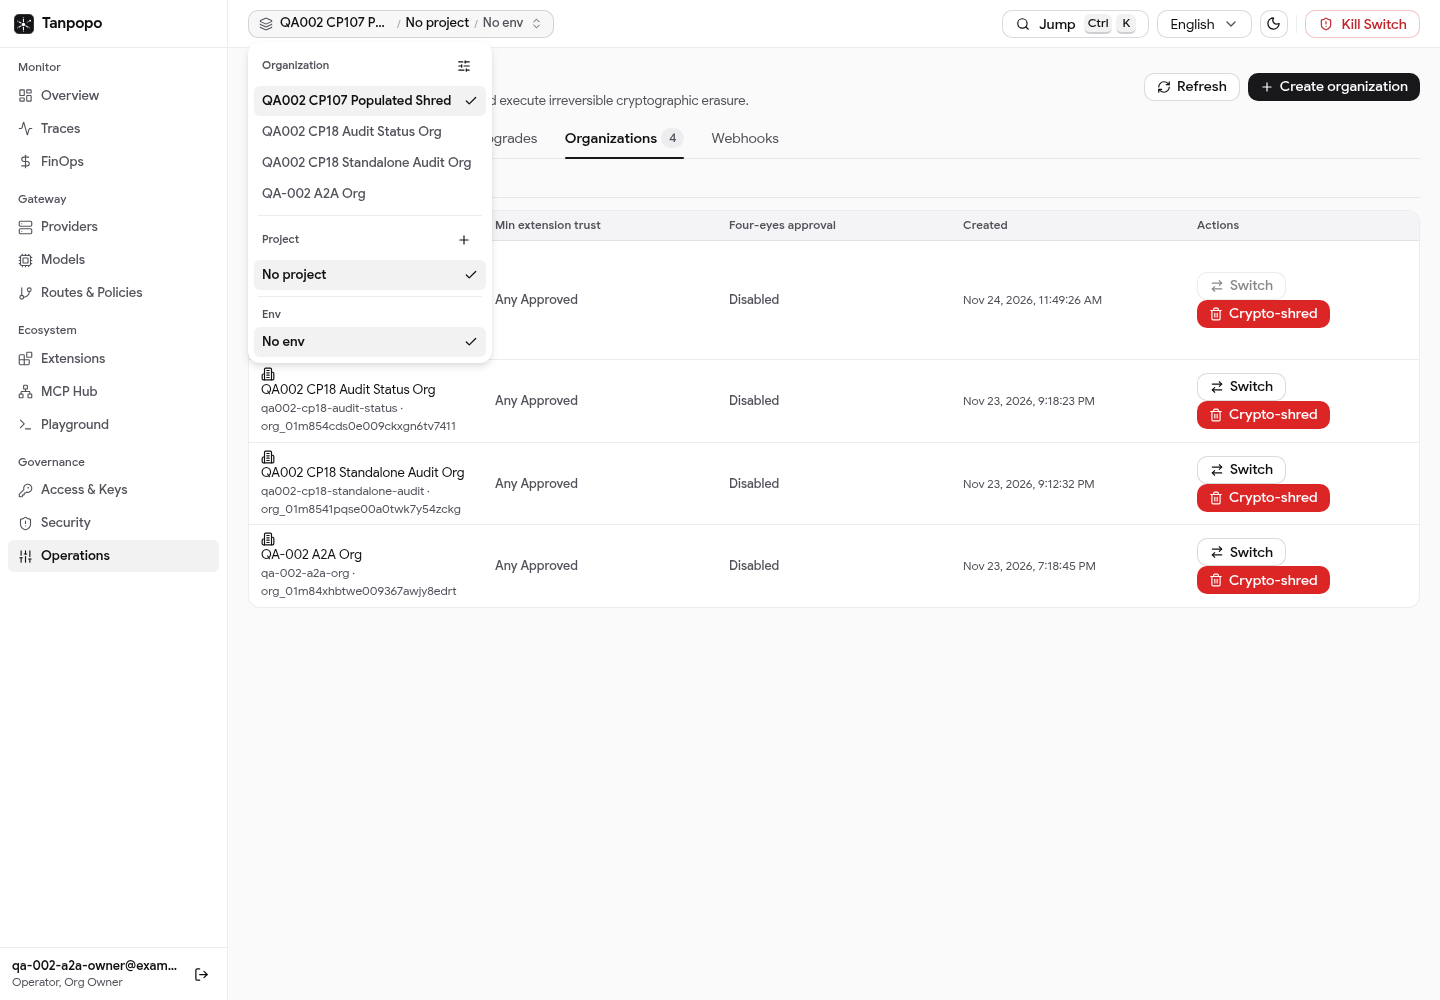 Tanpopo
QA002 CP107 P... / No project / No env
Jump Ctrl K
English
Kill Switch
Monitor
Overview
Traces
FinOps
Gateway
Providers
Models
Routes & Policies
Ecosystem
Extensions
MCP Hub
Playground
Governance
Access & Keys
Security
Operations
qa-002-a2a-owner@exam...
Operator, Org Owner
Organization
QA002 CP107 Populated Shred
QA002 CP18 Audit Status Org
QA002 CP18 Standalone Audit Org
QA-002 A2A Org
Project
No project
Env
No env
d execute irreversible cryptographic erasure.
Refresh
Create organization
Organizations 4
Webhooks
Min extension trust Four-eyes approval Created Actions
Any Approved Disabled Nov 24, 2026, 11:49:26 AM
Switch
Crypto-shred
QA002 CP18 Audit Status Org
qa002-cp18-audit-status ·
org_01m854cds0e009ckxgn6tv7411
Any Approved Disabled Nov 23, 2026, 9:18:23 PM
Switch
Crypto-shred
QA002 CP18 Standalone Audit Org
qa002-cp18-standalone-audit ·
org_01m8541pqse00a0twk7y54zckg
Any Approved Disabled Nov 23, 2026, 9:12:32 PM
Switch
Crypto-shred
QA-002 A2A Org
qa-002-a2a-org ·
org_01m84xhbtwe009367awjy8edrt
Any Approved Disabled Nov 23, 2026, 7:18:45 PM
Switch
Crypto-shred